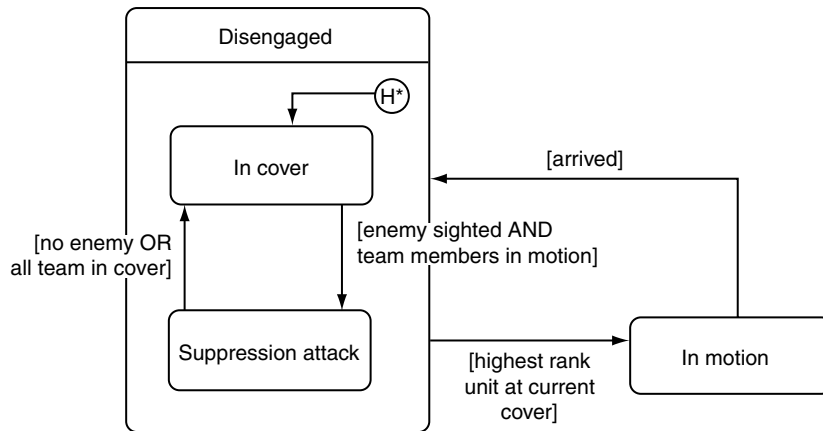 Disengaged
H*
In cover
[arrived]
[no enemy OR
all team in cover]
[enemy sighted AND
team members in motion]
Suppression attack
In motion
[highest rank
unit at current
cover]